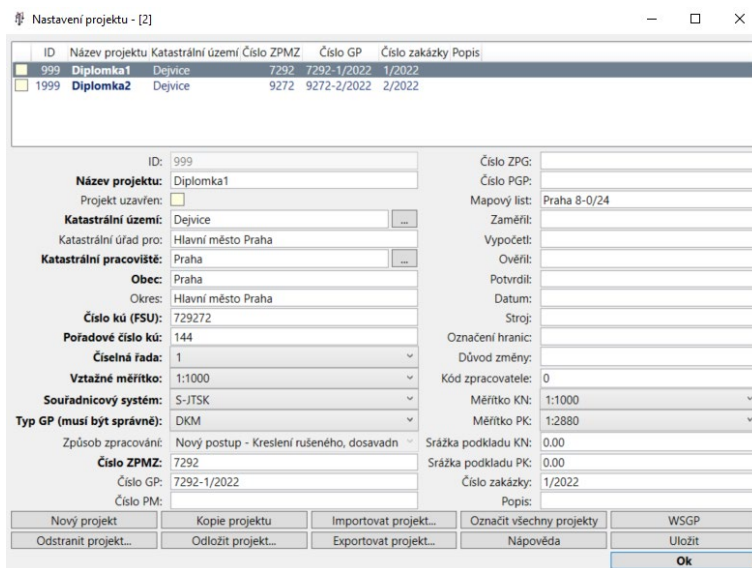 Nastavení projektu - [2]
ID Název projektu Katastrální území Číslo ZPMZ Číslo GP Číslo zakázky Popis
999 Diplomka1 Dejvice 7292 7292-1/2022 1/2022
1999 Diplomka2 Dejvice 9272 9272-2/2022 2/2022
ID: 999 Číslo ZPG:
Název projektu: Diplomka1 Číslo PGP:
Projekt uzavřen: Mapový list: Praha 8-0/24
Katastrální území: Dejvice ... Zaměřil:
Katastrální úřad pro: Hlavní město Praha Vypočetl:
Katastrální pracoviště: Praha ... Ověřil:
Obec: Praha Potvrdil:
Okres: Hlavní město Praha Datum:
Číslo kú (FSU): 729272 Stroj:
Pořadové číslo kú: 144 Označení hranic:
Číselná řada: 1 Důvod změny:
Vztažné měřítko: 1:1000 Kód zpracovatele: 0
Souřadnicový systém: S-JTSK Měřítko KN: 1:1000
Typ GP (musí být správně): DKM Měřítko PK: 1:2880
Způsob zpracování: Nový postup - Kreslení rušeného, dosavadn Srážka podkladu KN: 0.00
Číslo ZPMZ: 7292 Srážka podkladu PK: 0.00
Číslo GP: 7292-1/2022 Číslo zakázky: 1/2022
Číslo PM: Popis:
Nový projekt Kopie projektu Importovat projekt... Označit všechny projekty WSGP
Odstranit projekt... Odložit projekt... Exportovat projekt... Nápověda Uložit
Ok